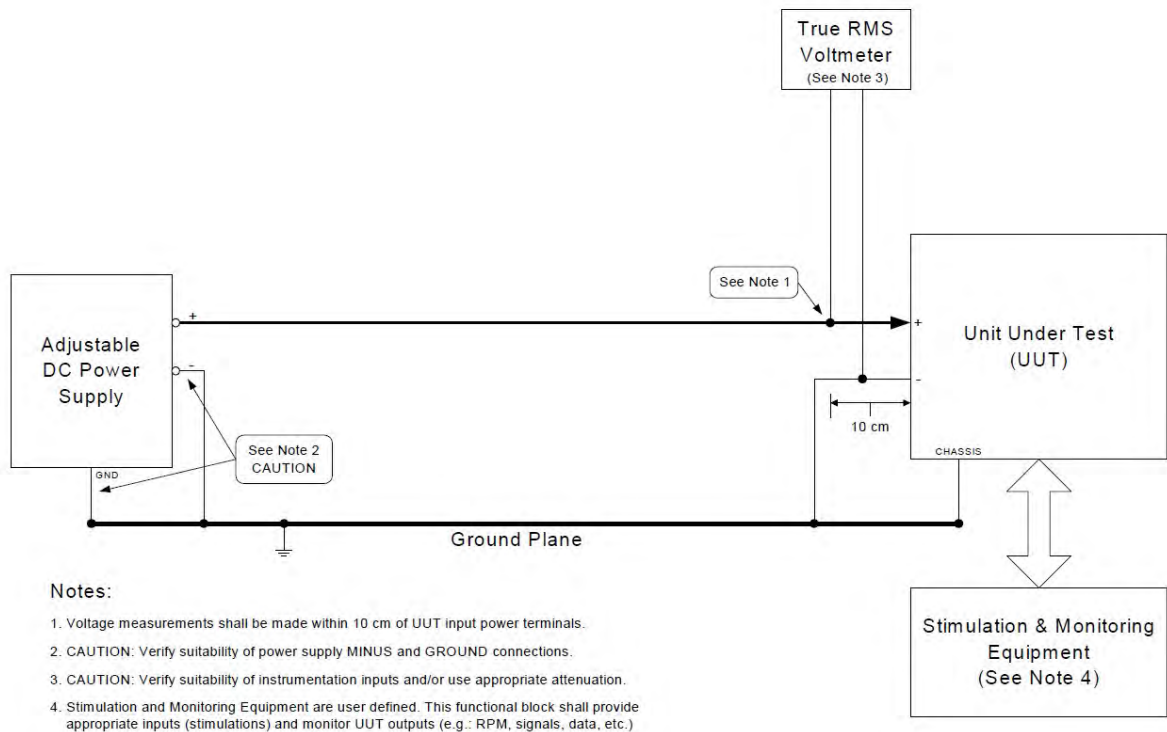 True RMS
Voltmeter
(See Note 3)
See Note 1
+
+
Adjustable
DC Power
Supply
-
Unit Under Test
(UUT)
-
10 cm
See Note 2
CAUTION
GND
CHASSIS
Ground Plane
Notes:
1. Voltage measurements shall be made within 10 cm of UUT input power terminals.
2. CAUTION: Verify suitability of power supply MINUS and GROUND connections.
3. CAUTION: Verify suitability of instrumentation inputs and/or use appropriate attenuation.
4. Stimulation and Monitoring Equipment are user defined. This functional block shall provide
appropriate inputs (stimulations) and monitor UUT outputs (e.g.: RPM, signals, data, etc.)
Stimulation & Monitoring
Equipment
(See Note 4)